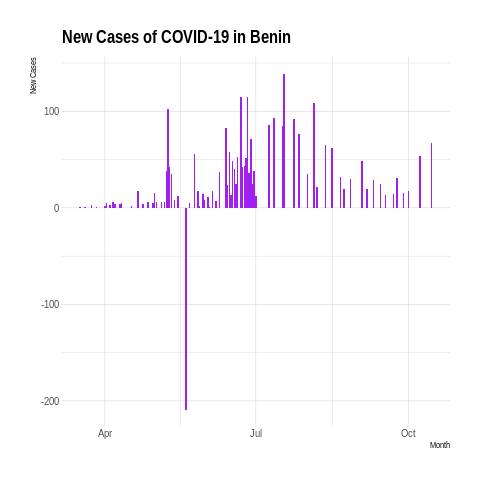 New Cases of COVID-19 in Benin
New Cases
100
0
-100
-200
Apr
Jul
Oct
Month